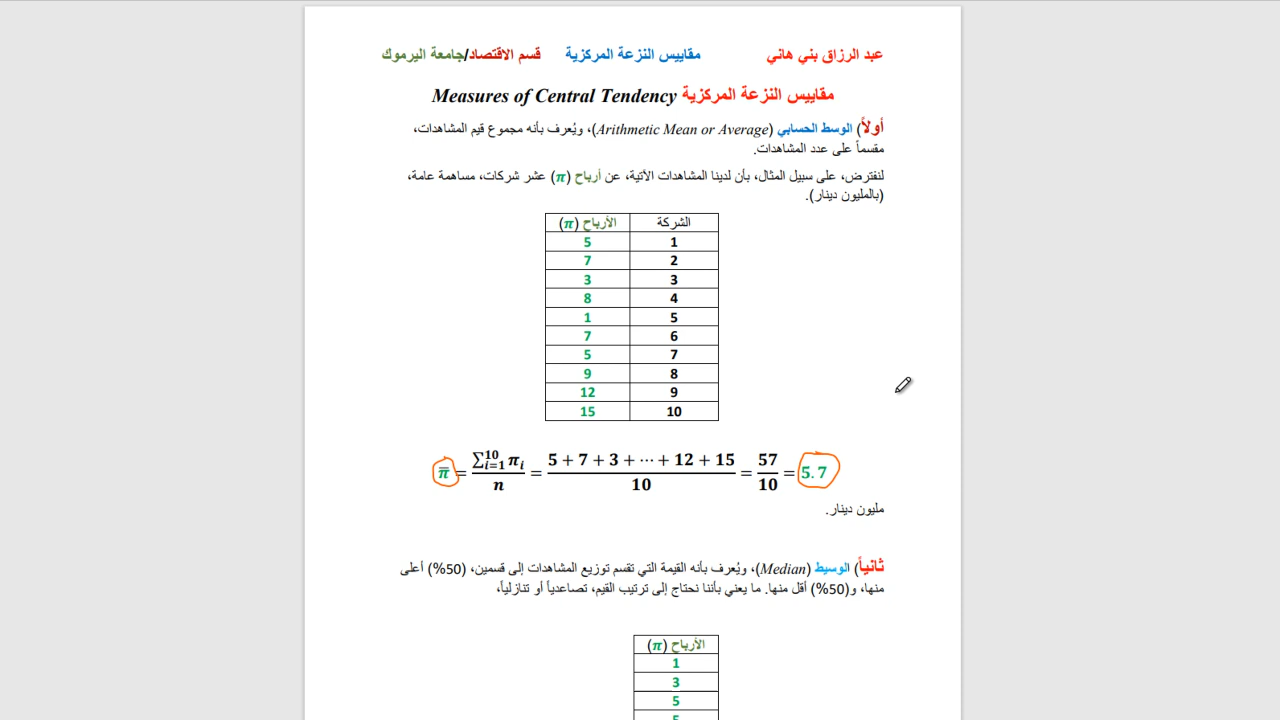 عبد الرزاق بني هاني مقاييس النزعة المركزية قسم الاقتصاد/جامعة اليرموك
مقاييس النزعة المركزية Measures of Central Tendency
أولاً) الوسط الحسابي (Arithmetic Mean or Average)، ويُعرف بأنه مجموع قيم المشاهدات،
مقسماً على عدد المشاهدات.
لنفترض، على سبيل المثال، بأن لدينا المشاهدات الآتية، عن أرباح (π) عشر شركات، مساهمة عامة،
(بالمليون دينار).
الشركة الأرباح (π)
1 5
2 7
3 3
4 8
5 1
6 7
7 5
8 9
9 12
10 15
π̅ = ∑¹⁰ᵢ₌₁ πᵢ / n = 5 + 7 + 3 + ⋯ + 12 + 15 / 10 = 57 / 10 = 5.7
مليون دينار.
ثانياً) الوسيط (Median)، ويُعرف بأنه القيمة التي تقسم توزيع المشاهدات إلى قسمين، (50%) أعلى
منها، و(50%) أقل منها. ما يعني بأننا نحتاج إلى ترتيب القيم، تصاعدياً أو تنازلياً،
الأرباح (π)
1
3
5
5